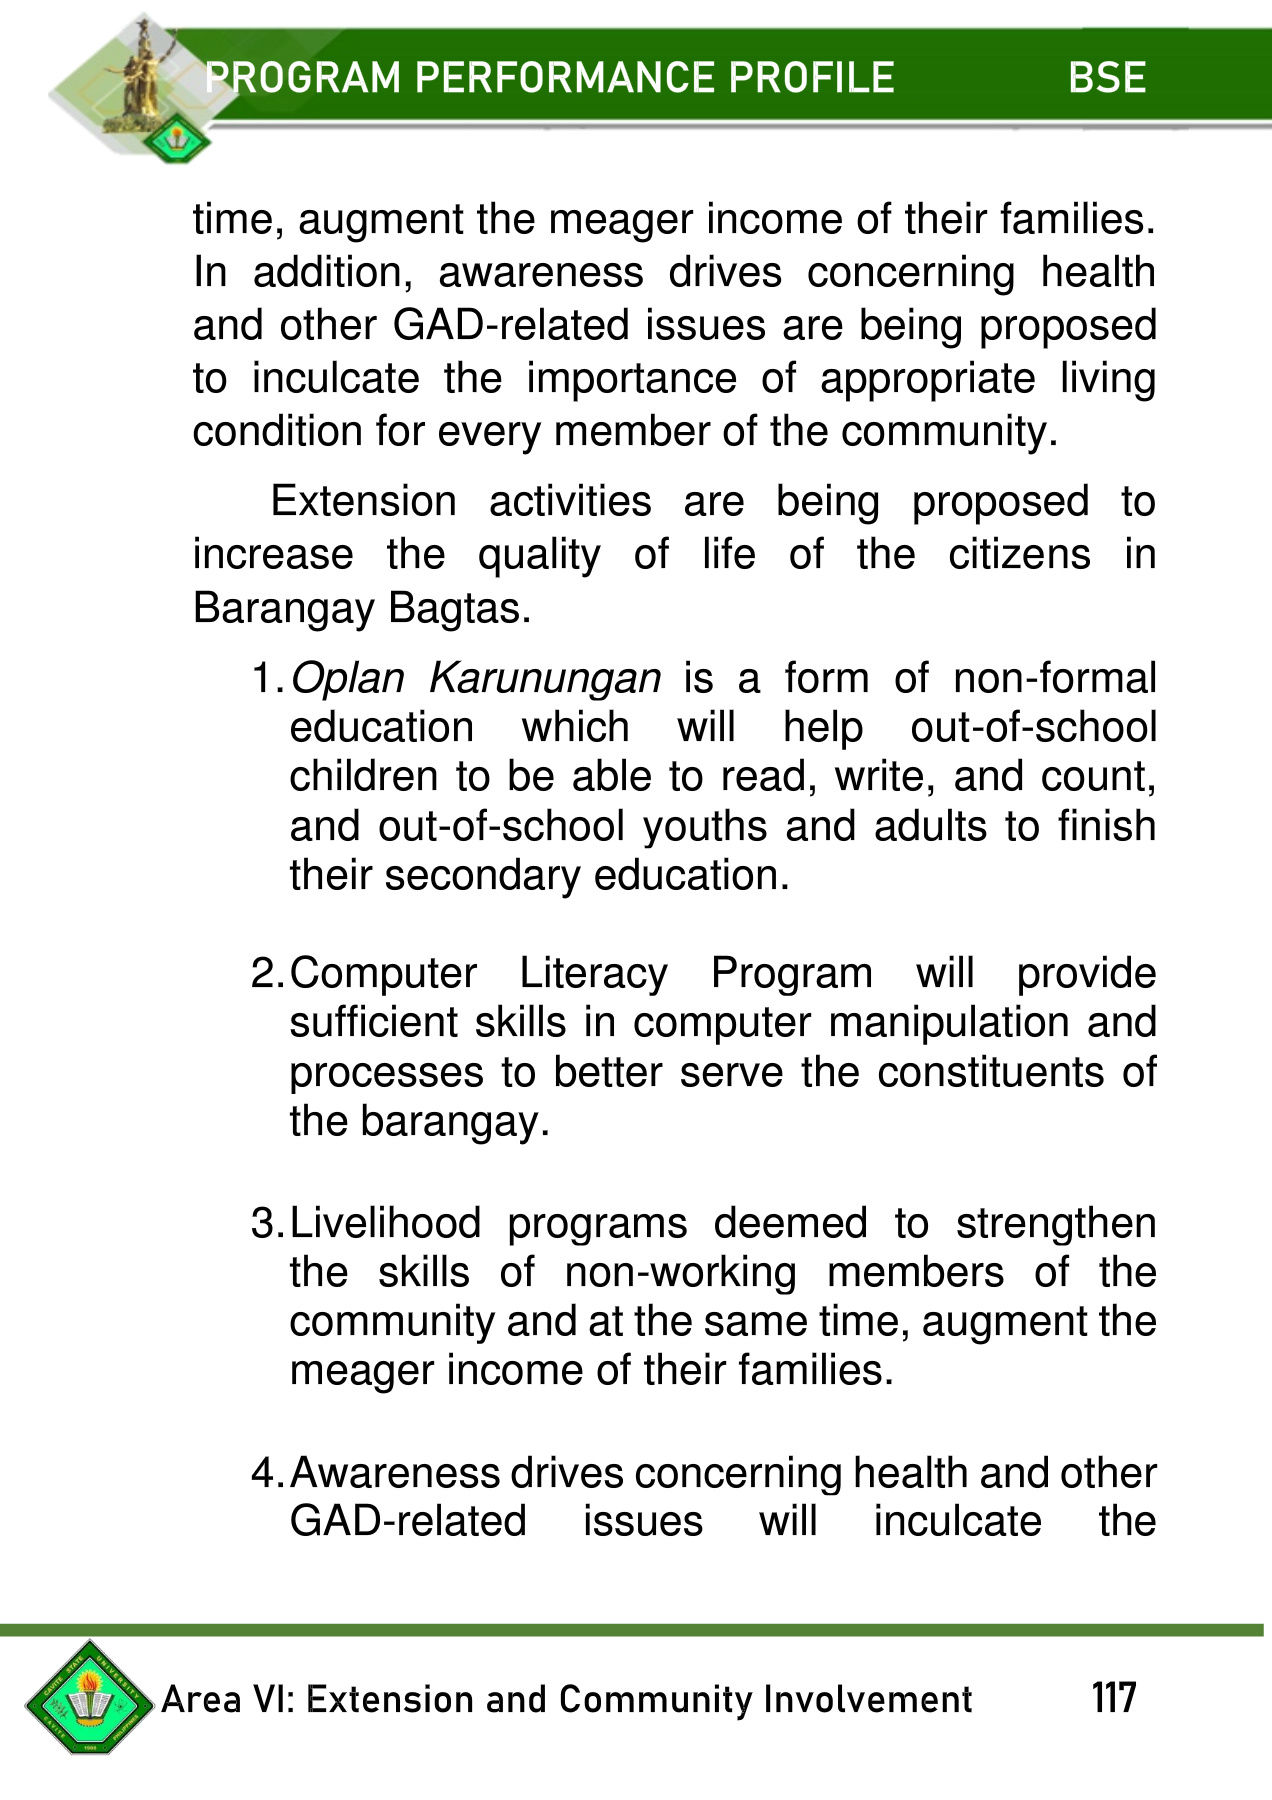 PROGRAM PERFORMANCE PROFILE BSE
time, augment the meager income of their families.
In addition, awareness drives concerning health
and other GAD-related issues are being proposed
to inculcate the importance of appropriate living
condition for every member of the community.
Extension activities are being proposed to
increase the quality of life of the citizens in
Barangay Bagtas.
1. Oplan Karunungan is a form of non-formal
education which will help out-of-school
children to be able to read, write, and count,
and out-of-school youths and adults to finish
their secondary education.
2. Computer Literacy Program will provide
sufficient skills in computer manipulation and
processes to better serve the constituents of
the barangay.
3. Livelihood programs deemed to strengthen
the skills of non-working members of the
community and at the same time, augment the
meager income of their families.
4. Awareness drives concerning health and other
GAD-related issues will inculcate the
CAVITE STATE UNIVERSITY
CAVITE PHILIPPINES
1906
Area VI: Extension and Community Involvement 117